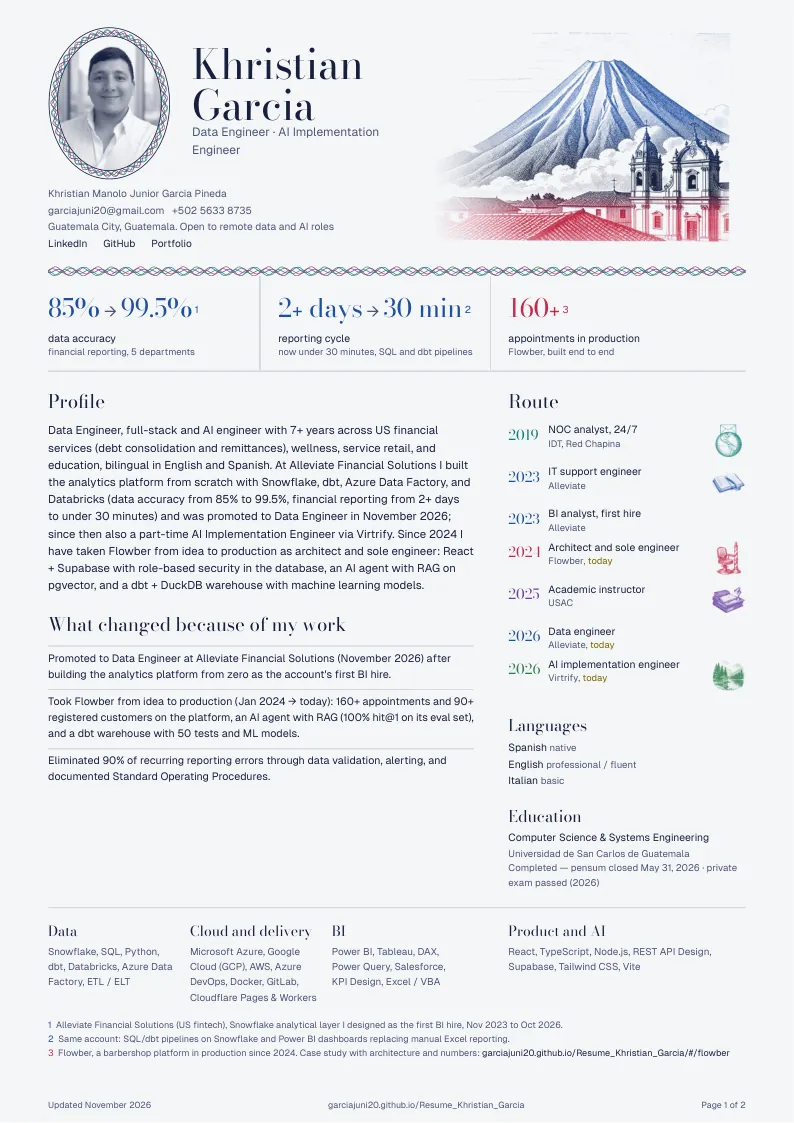 Khristian
Garcia
Data Engineer · AI Implementation
Engineer
Khristian Manolo Junior Garcia Pineda
garciajuni20@gmail.com +502 5633 8735
Guatemala City, Guatemala. Open to remote data and AI roles
LinkedIn GitHub Portfolio
85% → 99.5% 1
data accuracy
financial reporting, 5 departments
2+ days → 30 min 2
reporting cycle
now under 30 minutes, SQL and dbt pipelines
160+ 3
appointments in production
Flowber, built end to end
Profile
Data Engineer, full-stack and AI engineer with 7+ years across US financial
services (debt consolidation and remittances), wellness, service retail, and
education, bilingual in English and Spanish. At Alleviate Financial Solutions I built
the analytics platform from scratch with Snowflake, dbt, Azure Data Factory, and
Databricks (data accuracy from 85% to 99.5%, financial reporting from 2+ days
to under 30 minutes) and was promoted to Data Engineer in November 2026;
since then also a part-time AI Implementation Engineer via Virtrify. Since 2024 I
have taken Flowber from idea to production as architect and sole engineer: React
+ Supabase with role-based security in the database, an AI agent with RAG on
pgvector, and a dbt + DuckDB warehouse with machine learning models.
What changed because of my work
Promoted to Data Engineer at Alleviate Financial Solutions (November 2026) after
building the analytics platform from zero as the account's first BI hire.
Took Flowber from idea to production (Jan 2024 → today): 160+ appointments and 90+
registered customers on the platform, an AI agent with RAG (100% hit@1 on its eval set),
and a dbt warehouse with 50 tests and ML models.
Eliminated 90% of recurring reporting errors through data validation, alerting, and
documented Standard Operating Procedures.
Route
2019 NOC analyst, 24/7
IDT, Red Chapina
2023 IT support engineer
Alleviate
2023 BI analyst, first hire
Alleviate
2024 Architect and sole engineer
Flowber, today
2025 Academic instructor
USAC
2026 Data engineer
Alleviate, today
2026 AI implementation engineer
Virtrify, today
Languages
Spanish native
English professional / fluent
Italian basic
Education
Computer Science & Systems Engineering
Universidad de San Carlos de Guatemala
Completed — pensum closed May 31, 2026 · private
exam passed (2026)
Data
Snowflake, SQL, Python,
dbt, Databricks, Azure Data
Factory, ETL / ELT
Cloud and delivery
Microsoft Azure, Google
Cloud (GCP), AWS, Azure
DevOps, Docker, GitLab,
Cloudflare Pages & Workers
BI
Power BI, Tableau, DAX,
Power Query, Salesforce,
KPI Design, Excel / VBA
Product and AI
React, TypeScript, Node.js, REST API Design,
Supabase, Tailwind CSS, Vite
1 Alleviate Financial Solutions (US fintech), Snowflake analytical layer I designed as the first BI hire, Nov 2023 to Oct 2026.
2 Same account: SQL/dbt pipelines on Snowflake and Power BI dashboards replacing manual Excel reporting.
3 Flowber, a barbershop platform in production since 2024. Case study with architecture and numbers: garciajuni20.github.io/Resume_Khristian_Garcia/#/flowber
Updated November 2026
garciajuni20.github.io/Resume_Khristian_Garcia
Page 1 of 2